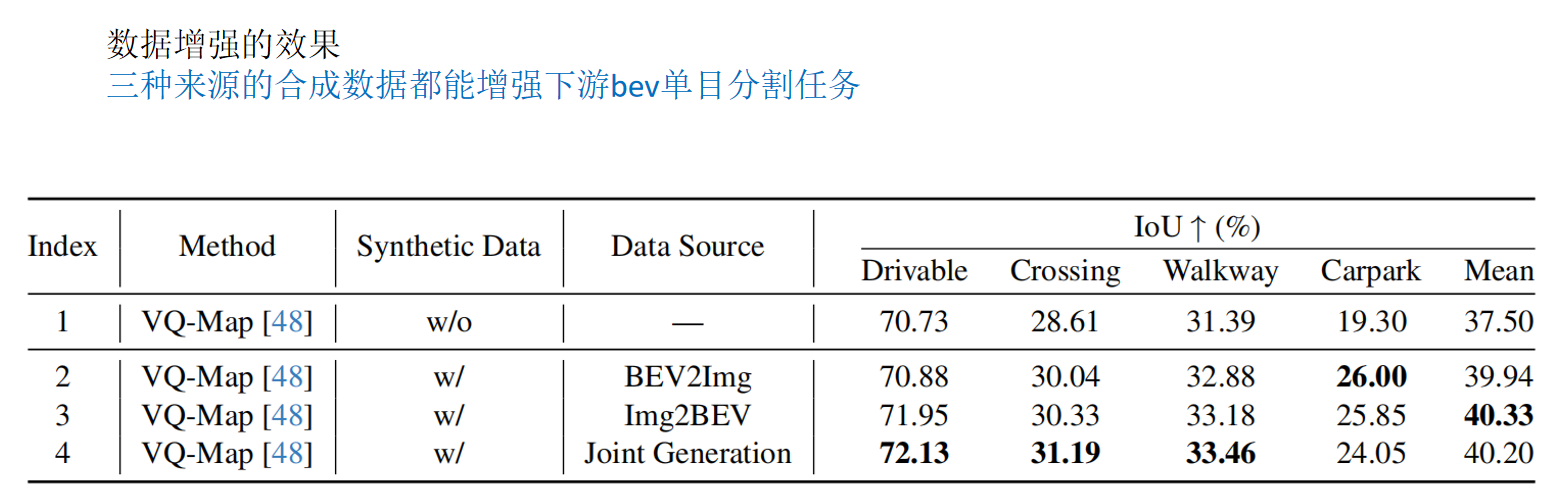 数据增强的效果
三种来源的合成数据都能增强下游bev单目分割任务
Index Method Synthetic Data Data Source IoU ↑ (%)
Drivable Crossing Walkway Carpark Mean
1 VQ-Map [48] w/o — 70.73 28.61 31.39 19.30 37.50
2 VQ-Map [48] w/ BEV2Img 70.88 30.04 32.88 26.00 39.94
3 VQ-Map [48] w/ Img2BEV 71.95 30.33 33.18 25.85 40.33
4 VQ-Map [48] w/ Joint Generation 72.13 31.19 33.46 24.05 40.20